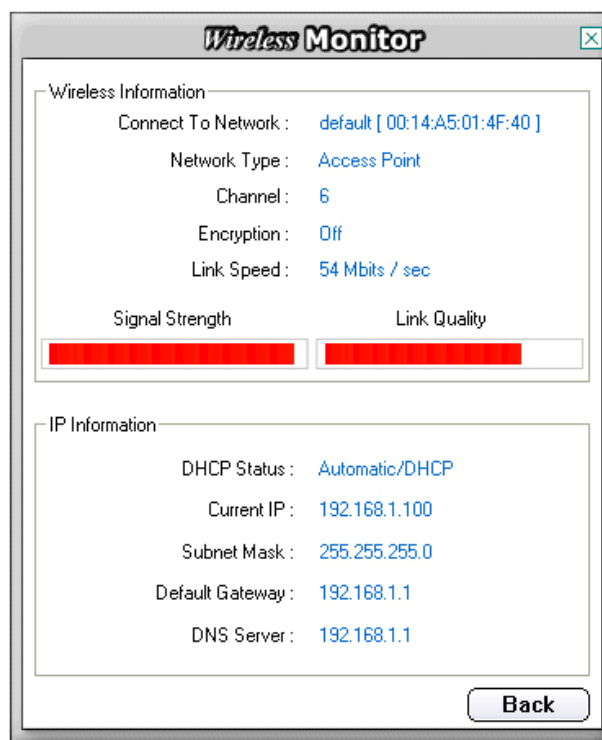 Wireless Monitor
Wireless Information
Connect To Network : default [ 00:14:A5:01:4F:40 ]
Network Type : Access Point
Channel : 6
Encryption : Off
Link Speed : 54 Mbits / sec
Signal Strength Link Quality
IP Information
DHCP Status : Automatic/DHCP
Current IP : 192.168.1.100
Subnet Mask : 255.255.255.0
Default Gateway : 192.168.1.1
DNS Server : 192.168.1.1
Back